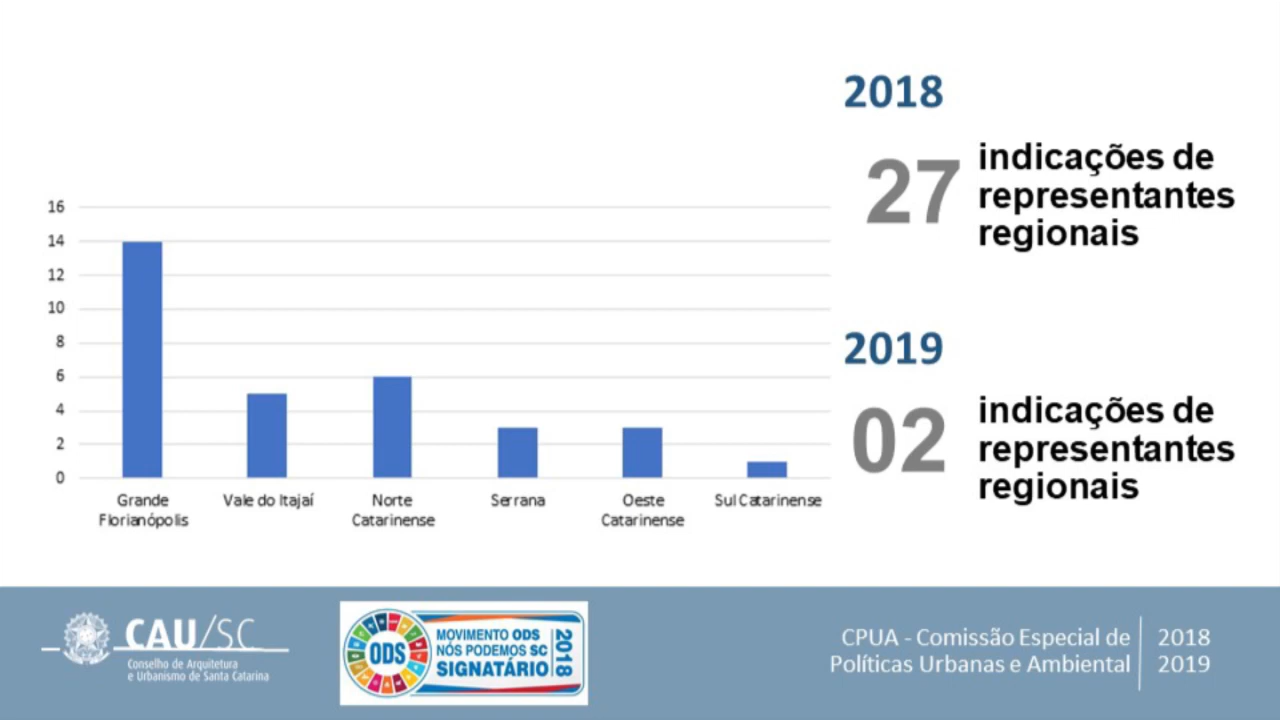 2018
27
indicações de
representantes
regionais
16
14
12
10
8
6
4
2
0
Grande
Florianópolis
Vale do Itajaí
Norte
Catarinense
Serrana
Oeste
Catarinense
Sul Catarinense
2019
02
indicações de
representantes
regionais
CAU/SC
Conselho de Arquitetura
e Urbanismo de Santa Catarina
ODS
MOVIMENTO ODS
NÓS PODEMOS SC
SIGNATÁRIO
2018
CPUA - Comissão Especial de
Políticas Urbanas e Ambiental
2018
2019